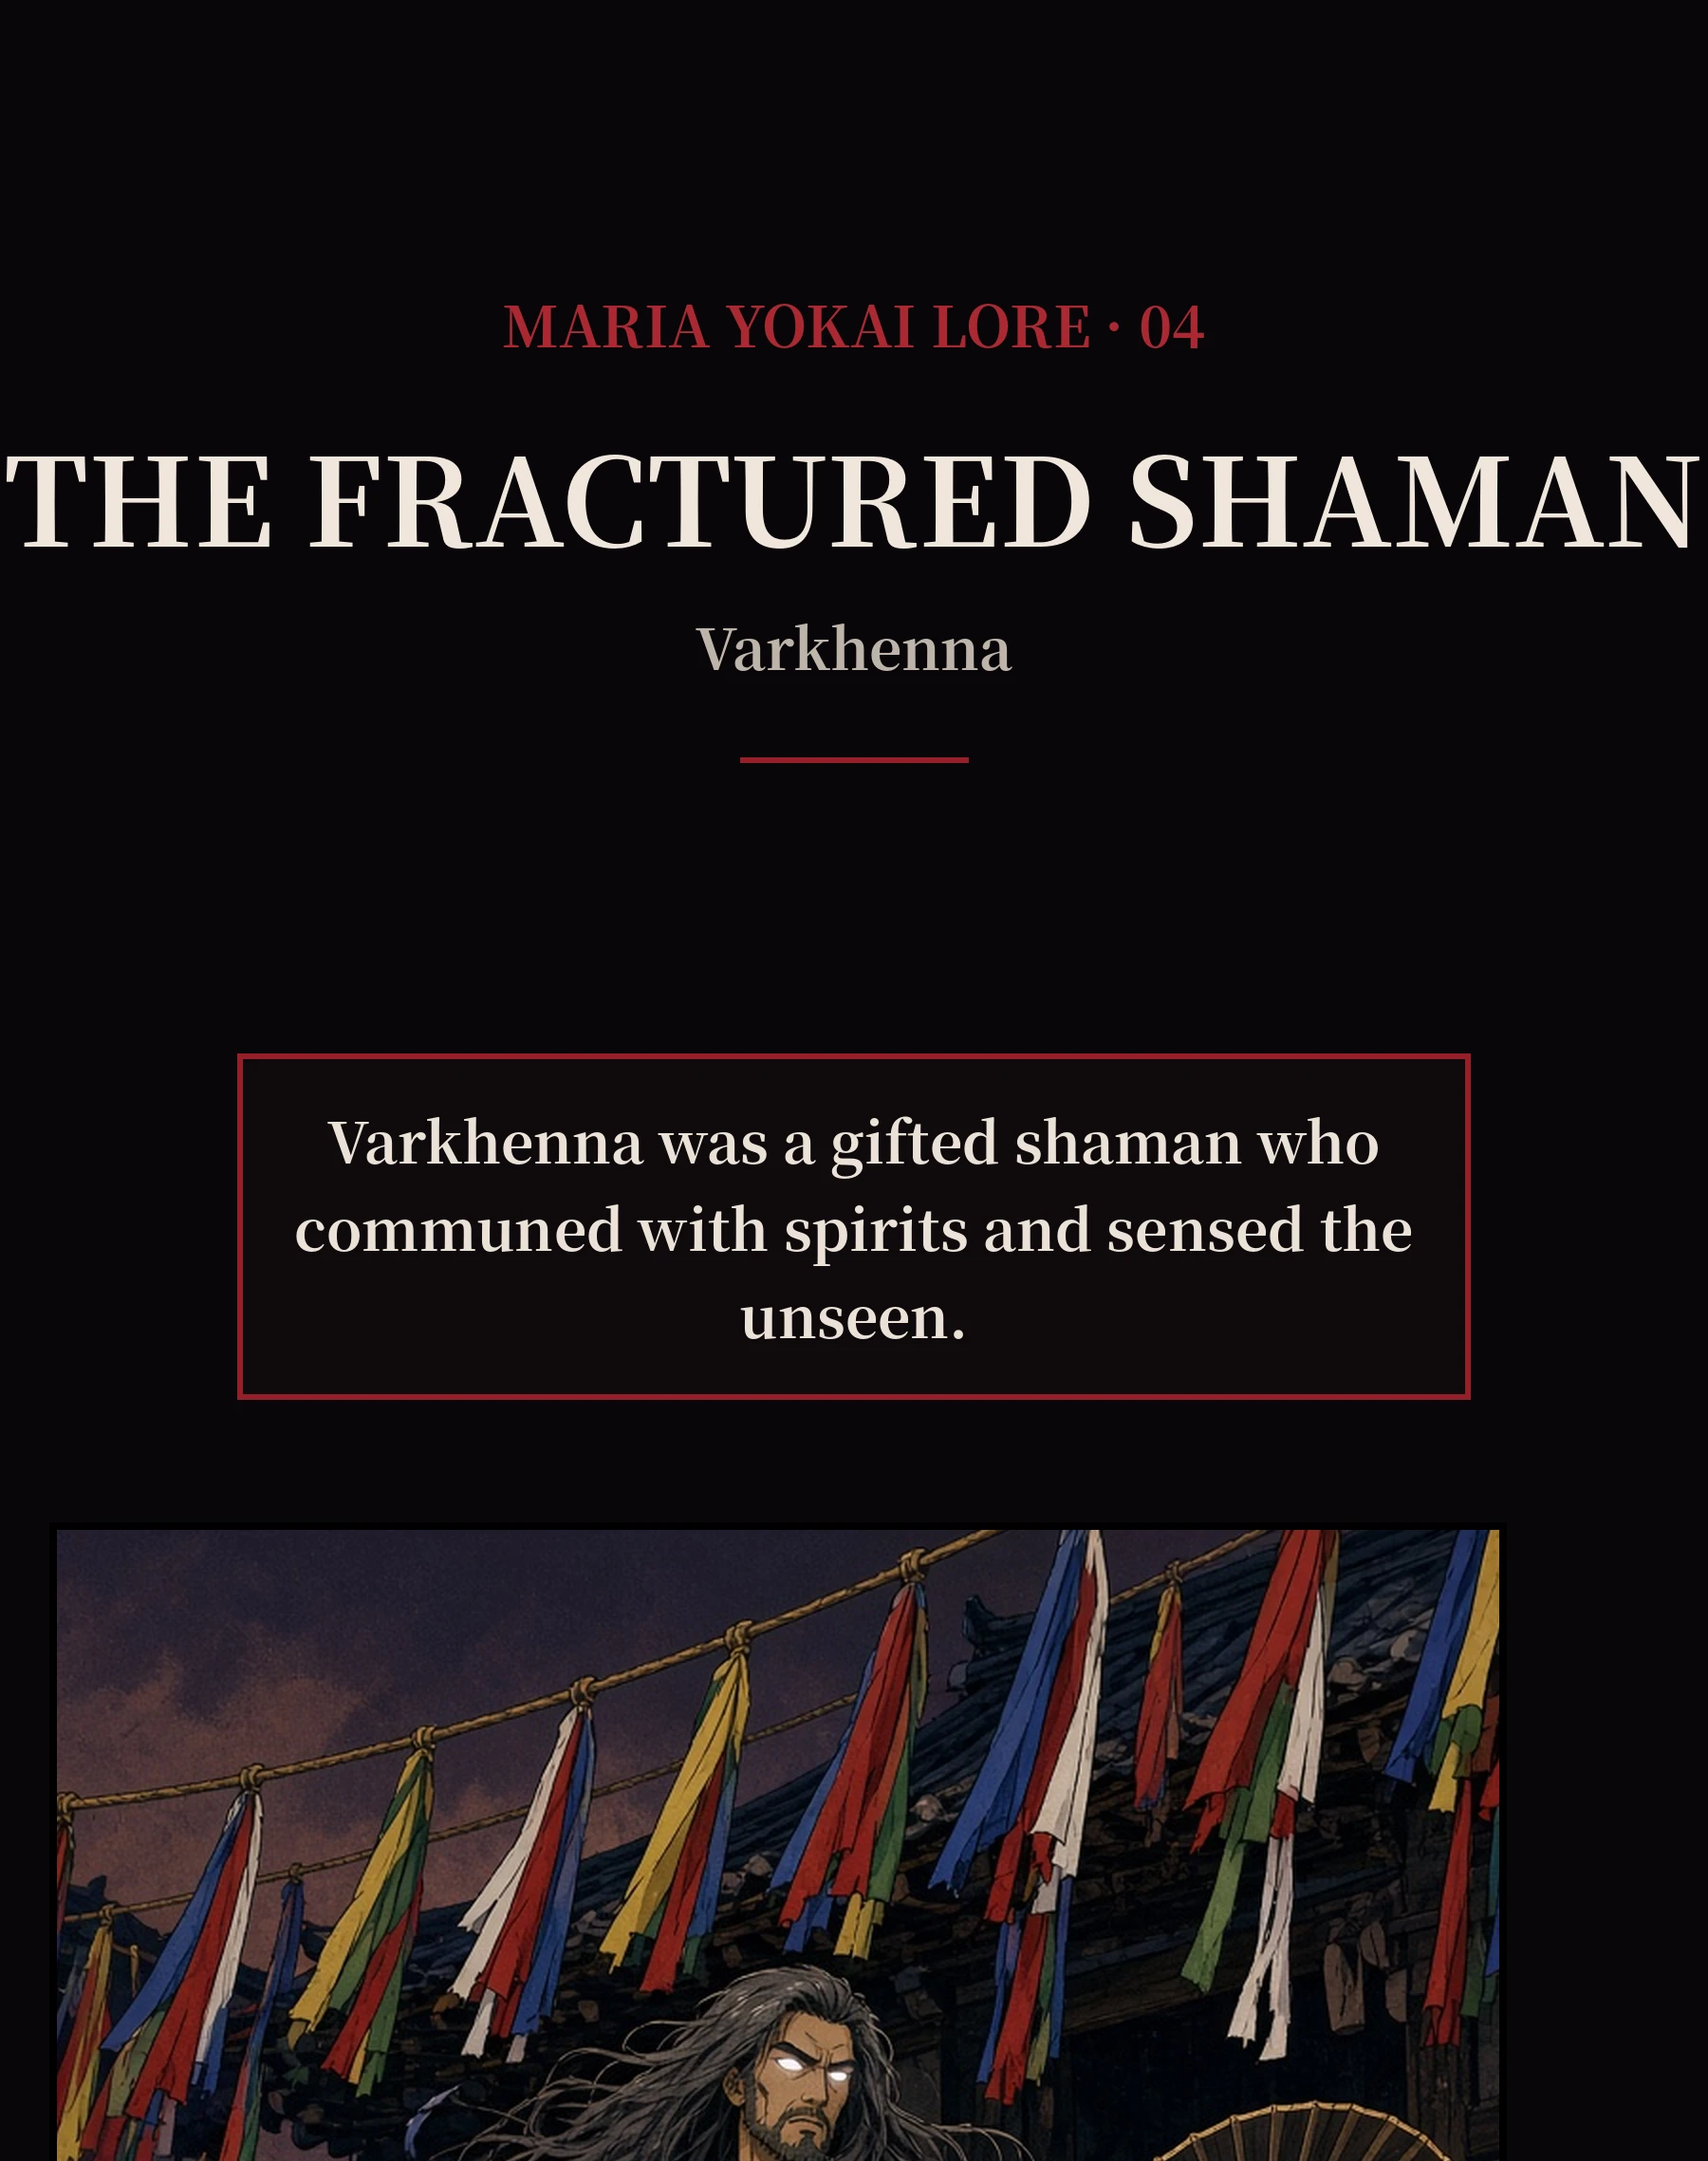 MARIA YOKAI LORE · 04
THE FRACTURED SHAMAN
Varkhenna
Varkhenna was a gifted shaman who
communed with spirits and sensed the
unseen.